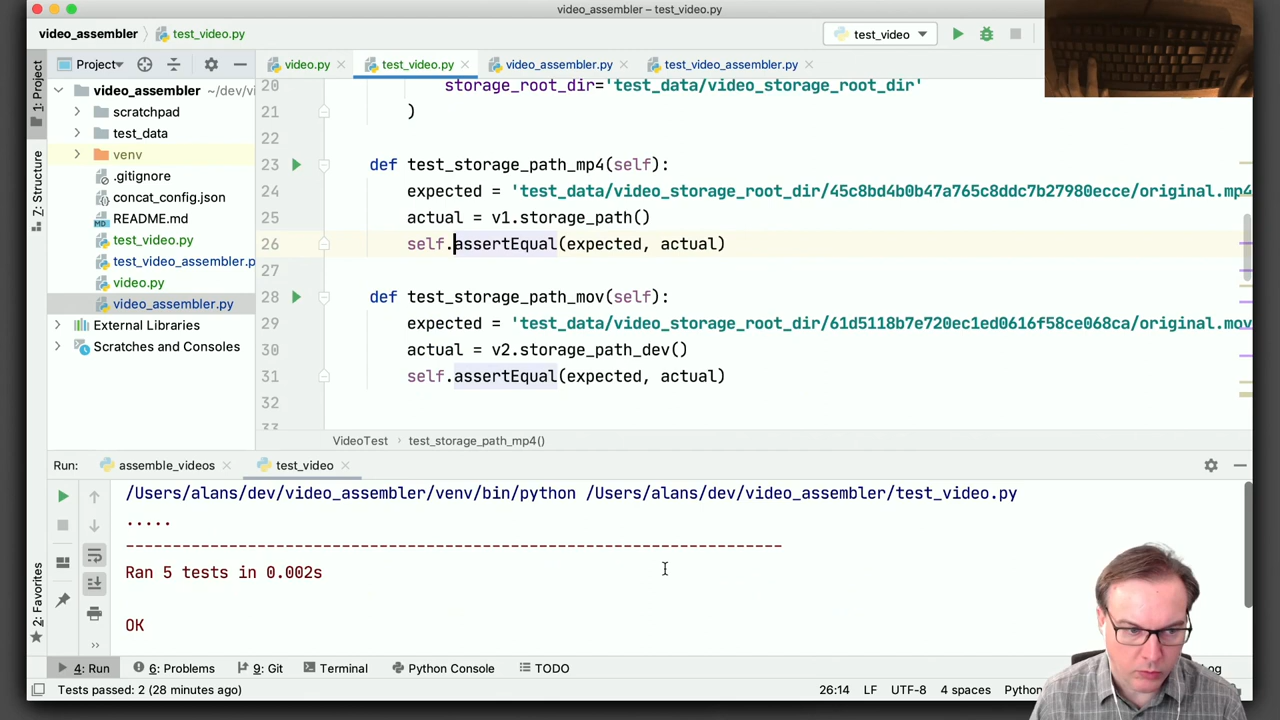 video_assembler – test_video.py
video_assembler
test_video.py
test_video
Project
video.py
test_video.py
video_assembler.py
test_video_assembler.py
1: Project
Z: Structure
2: Favorites
video_assembler ~/dev/vi
scratchpad
test_data
venv
.gitignore
concat_config.json
README.md
test_video.py
test_video_assembler.p
video.py
video_assembler.py
External Libraries
Scratches and Consoles
20 storage_root_dir='test_data/video_storage_root_dir'
21 )
22
23 def test_storage_path_mp4(self):
24 expected = 'test_data/video_storage_root_dir/45c8bd4b0b47a765c8ddc7b27980ecce/original.mp4
25 actual = v1.storage_path()
26 self.assertEqual(expected, actual)
27
28 def test_storage_path_mov(self):
29 expected = 'test_data/video_storage_root_dir/61d5118b7e720ec1ed0616f58ce068ca/original.mov
30 actual = v2.storage_path_dev()
31 self.assertEqual(expected, actual)
32
33
VideoTest › test_storage_path_mp4()
Run: assemble_videos test_video
/Users/alans/dev/video_assembler/venv/bin/python /Users/alans/dev/video_assembler/test_video.py
.....
----------------------------------------------------------------------
Ran 5 tests in 0.002s
OK
4: Run 6: Problems 9: Git Terminal Python Console TODO
Tests passed: 2 (28 minutes ago) 26:14 LF UTF-8 4 spaces Python